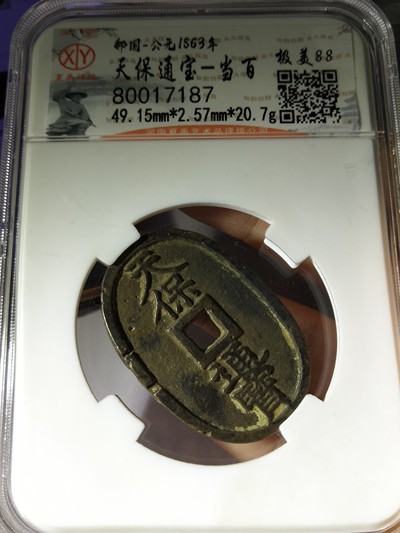 邻国-公元1863年
天保通宝-当百 极美88
80017187
49.15mm*2.57mm*20.7g
天保
通寶